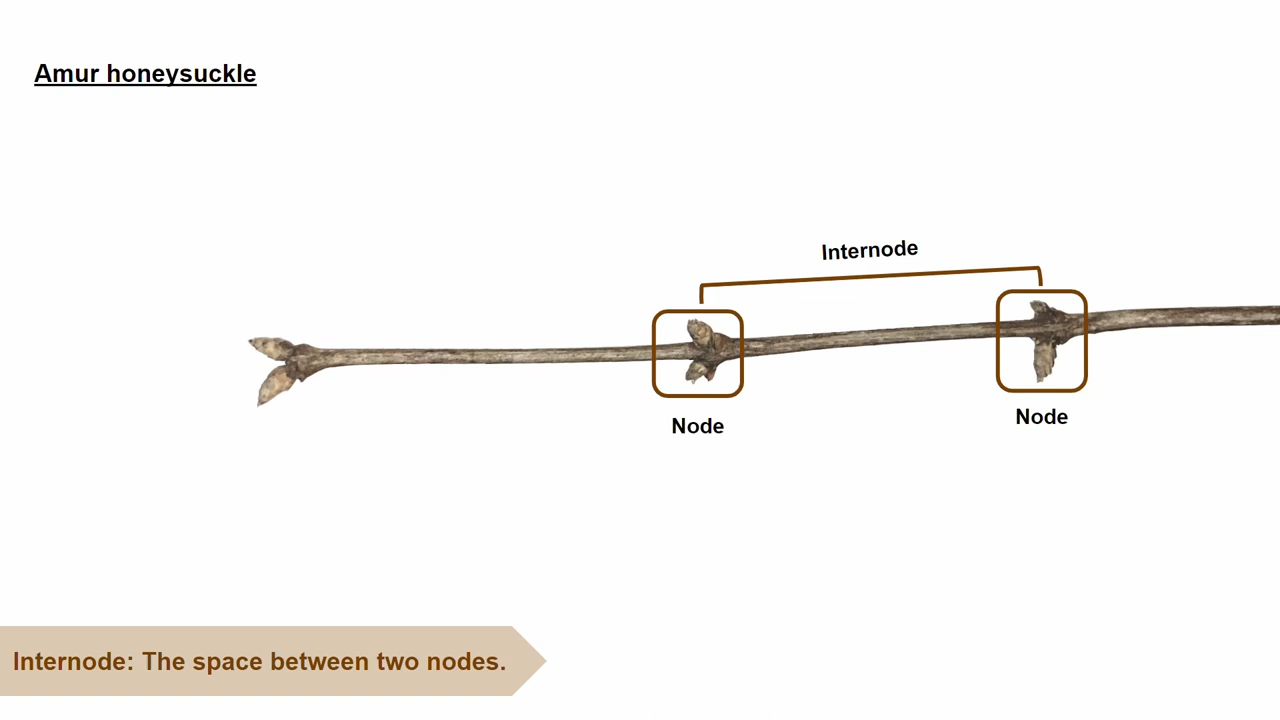 Amur honeysuckle
Internode
Node
Node
Internode: The space between two nodes.